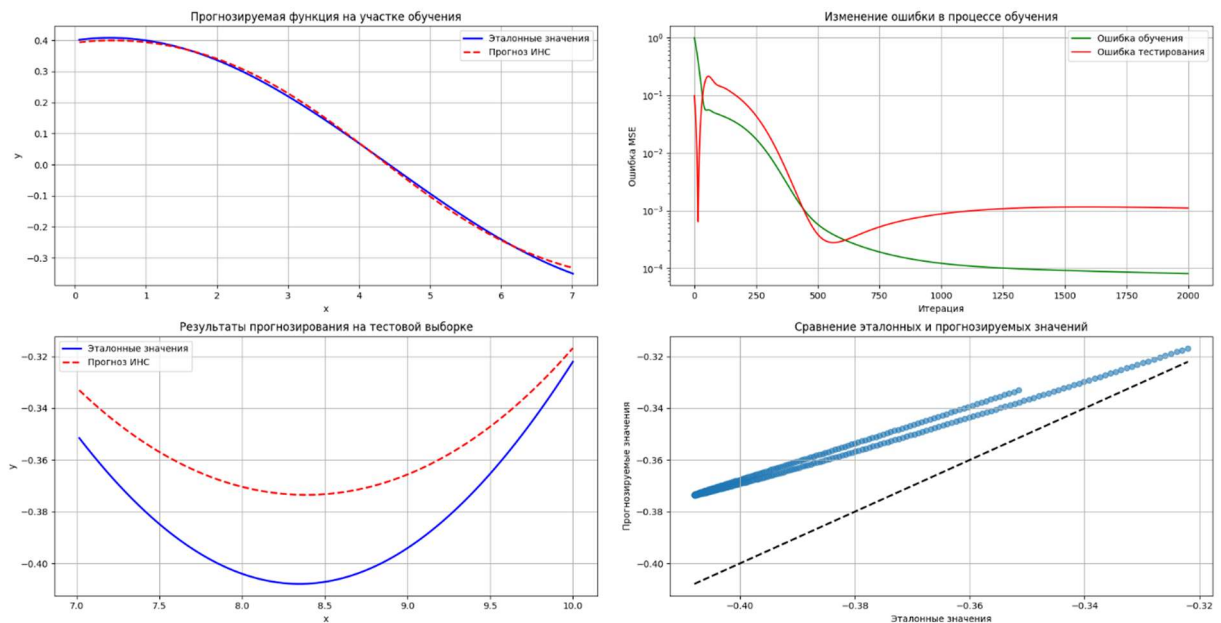 Прогнозируемая функция на участке обучения
0.4
0.3
0.2
0.1
0.0
−0.1
−0.2
−0.3
y
Эталонные значения
Прогноз ИНС
0 1 2 3 4 5 6 7
x
Изменение ошибки в процессе обучения
10⁰
10⁻¹
10⁻²
10⁻³
10⁻⁴
Ошибка MSE
Ошибка обучения
Ошибка тестирования
0 250 500 750 1000 1250 1500 1750 2000
Итерация
Результаты прогнозирования на тестовой выборке
−0.32
−0.34
−0.36
−0.38
−0.40
y
Эталонные значения
Прогноз ИНС
7.0 7.5 8.0 8.5 9.0 9.5 10.0
x
Сравнение эталонных и прогнозируемых значений
−0.32
−0.34
−0.36
−0.38
−0.40
Прогнозируемые значения
−0.40 −0.38 −0.36 −0.34 −0.32
Эталонные значения